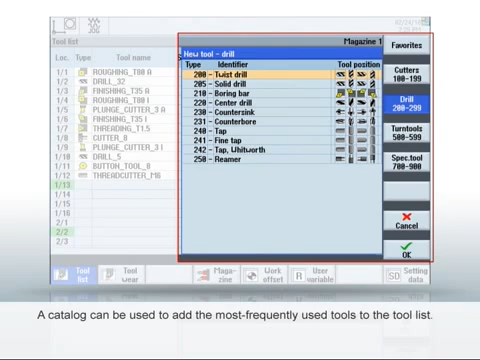 JOG
Tool list
Magazine 1
Loc. Type Tool name
1/1 ROUGHING_T80 A
1/2 DRILL_32
1/3 FINISHING_T35 A
1/4 ROUGHING_T80 I
1/5 PLUNGE_CUTTER_3 A
1/6 FINISHING_T35 I
1/7 THREADING_T1.5
1/8 CUTTER_8
1/9 PLUNGE_CUTTER_3 I
1/10 DRILL_5
1/11 BUTTON_TOOL_8
1/12 THREADCUTTER_M6
1/13
1/14
1/15
1/16
2/1
2/2
2/3
New tool - drill
Type Identifier Tool position
200 - Twist drill
205 - Solid drill
210 - Boring bar
220 - Center drill
230 - Countersink
231 - Counterbore
240 - Tap
241 - Fine tap
242 - Tap, Whitworth
250 - Reamer
Favorites
Cutters
100-199
Drill
200-299
Turntools
500-599
Spec.tool
700-900
Cancel
OK
Tool
list
Tool
wear
Maga-
zine
Work
offset
R User
variable
SD Setting
data
A catalog can be used to add the most-frequently used tools to the tool list.